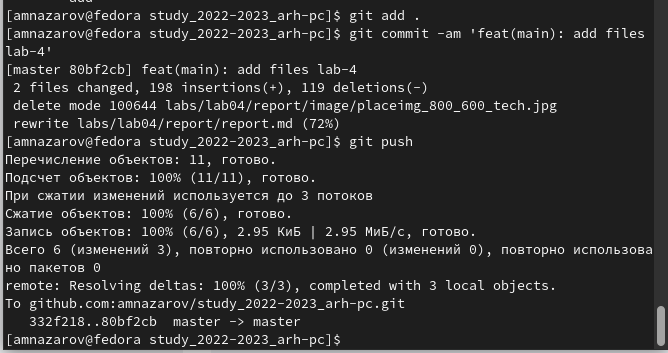 add
[amnazarov@fedora study_2022-2023_arh-pc]$ git add .
[amnazarov@fedora study_2022-2023_arh-pc]$ git commit -am 'feat(main): add files
lab-4'
[master 80bf2cb] feat(main): add files lab-4
 2 files changed, 198 insertions(+), 119 deletions(-)
 delete mode 100644 labs/lab04/report/image/placeimg_800_600_tech.jpg
 rewrite labs/lab04/report/report.md (72%)
[amnazarov@fedora study_2022-2023_arh-pc]$ git push
Перечисление объектов: 11, готово.
Подсчет объектов: 100% (11/11), готово.
При сжатии изменений используется до 3 потоков
Сжатие объектов: 100% (6/6), готово.
Запись объектов: 100% (6/6), 2.95 КиБ | 2.95 МиБ/с, готово.
Всего 6 (изменений 3), повторно использовано 0 (изменений 0), повторно использова
но пакетов 0
remote: Resolving deltas: 100% (3/3), completed with 3 local objects.
To github.com:amnazarov/study_2022-2023_arh-pc.git
   332f218..80bf2cb  master -> master
[amnazarov@fedora study_2022-2023_arh-pc]$